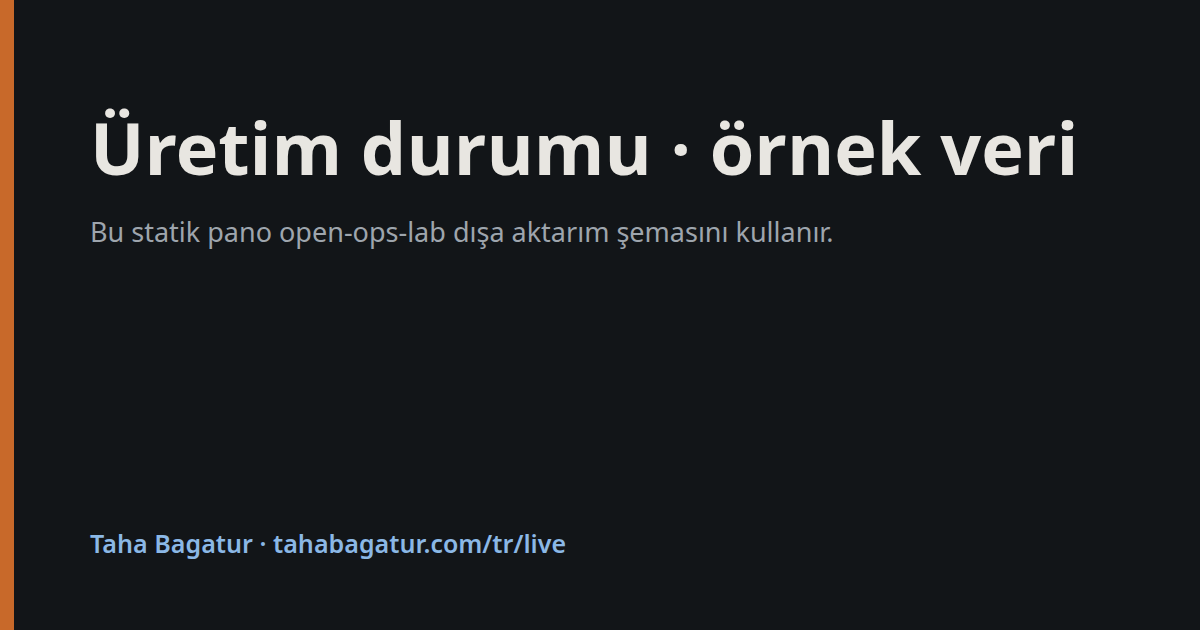 Üretim durumu · örnek veri
Bu statik pano open-ops-lab dışa aktarım şemasını kullanır.
Taha Bagatur · tahabagatur.com/tr/live